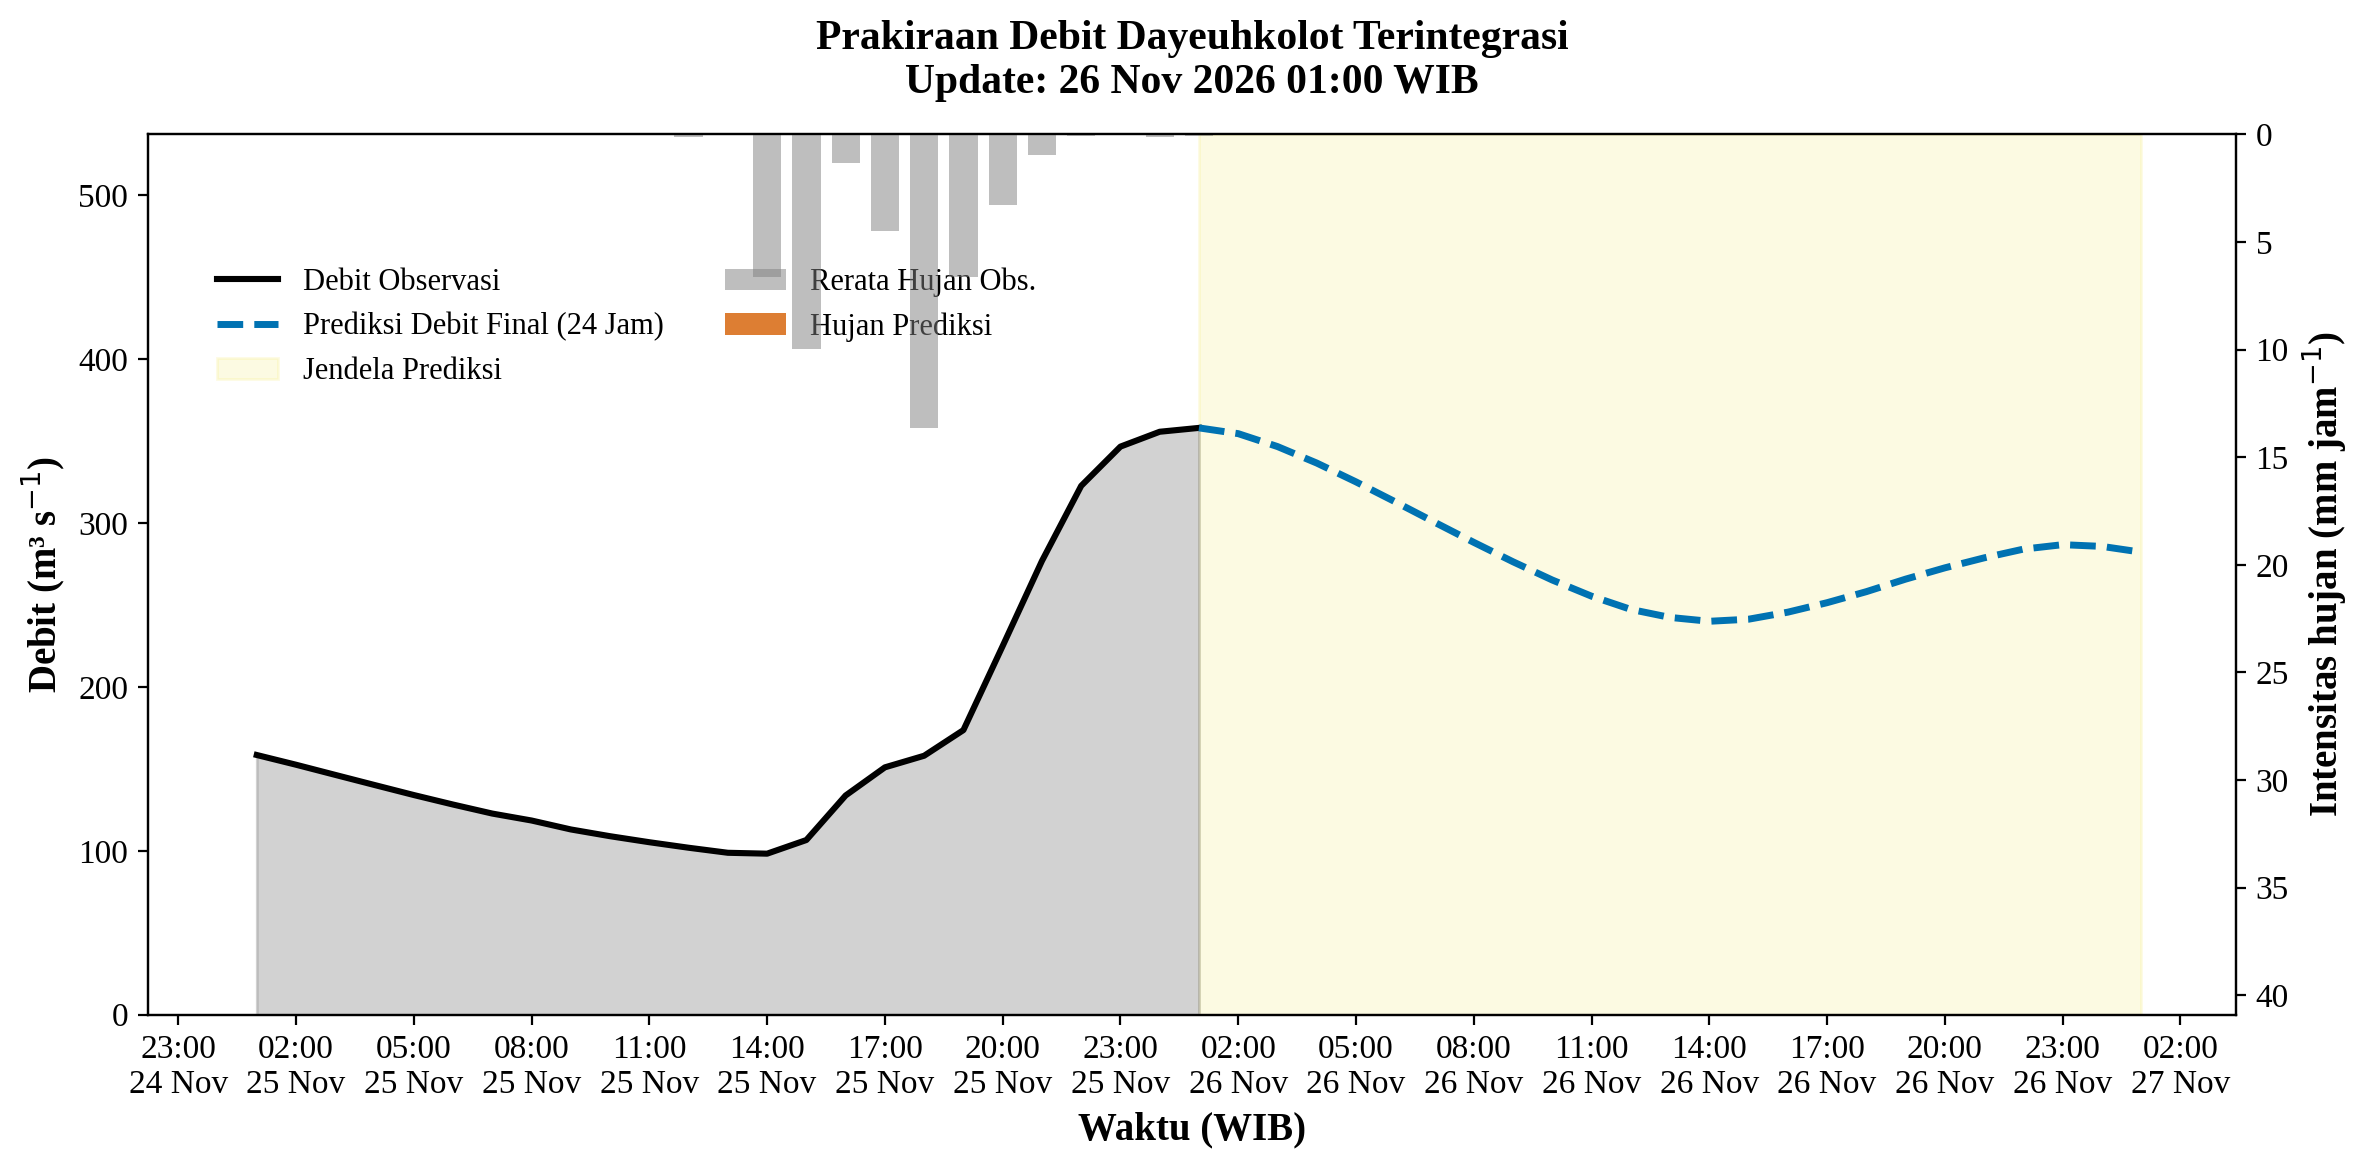 Prakiraan Debit Dayeuhkolot Terintegrasi
Update: 26 Nov 2026 01:00 WIB
Debit (m³ s⁻¹)
500
400
300
200
100
0
Debit Observasi
Prediksi Debit Final (24 Jam)
Jendela Prediksi
Rerata Hujan Obs.
Hujan Prediksi
0
5
10
15
20
25
30
35
40
Intensitas hujan (mm jam⁻¹)
23:00 02:00 05:00 08:00 11:00 14:00 17:00 20:00 23:00 02:00 05:00 08:00 11:00 14:00 17:00 20:00 23:00 02:00
24 Nov 25 Nov 25 Nov 25 Nov 25 Nov 25 Nov 25 Nov 25 Nov 25 Nov 26 Nov 26 Nov 26 Nov 26 Nov 26 Nov 26 Nov 26 Nov 26 Nov 27 Nov
Waktu (WIB)